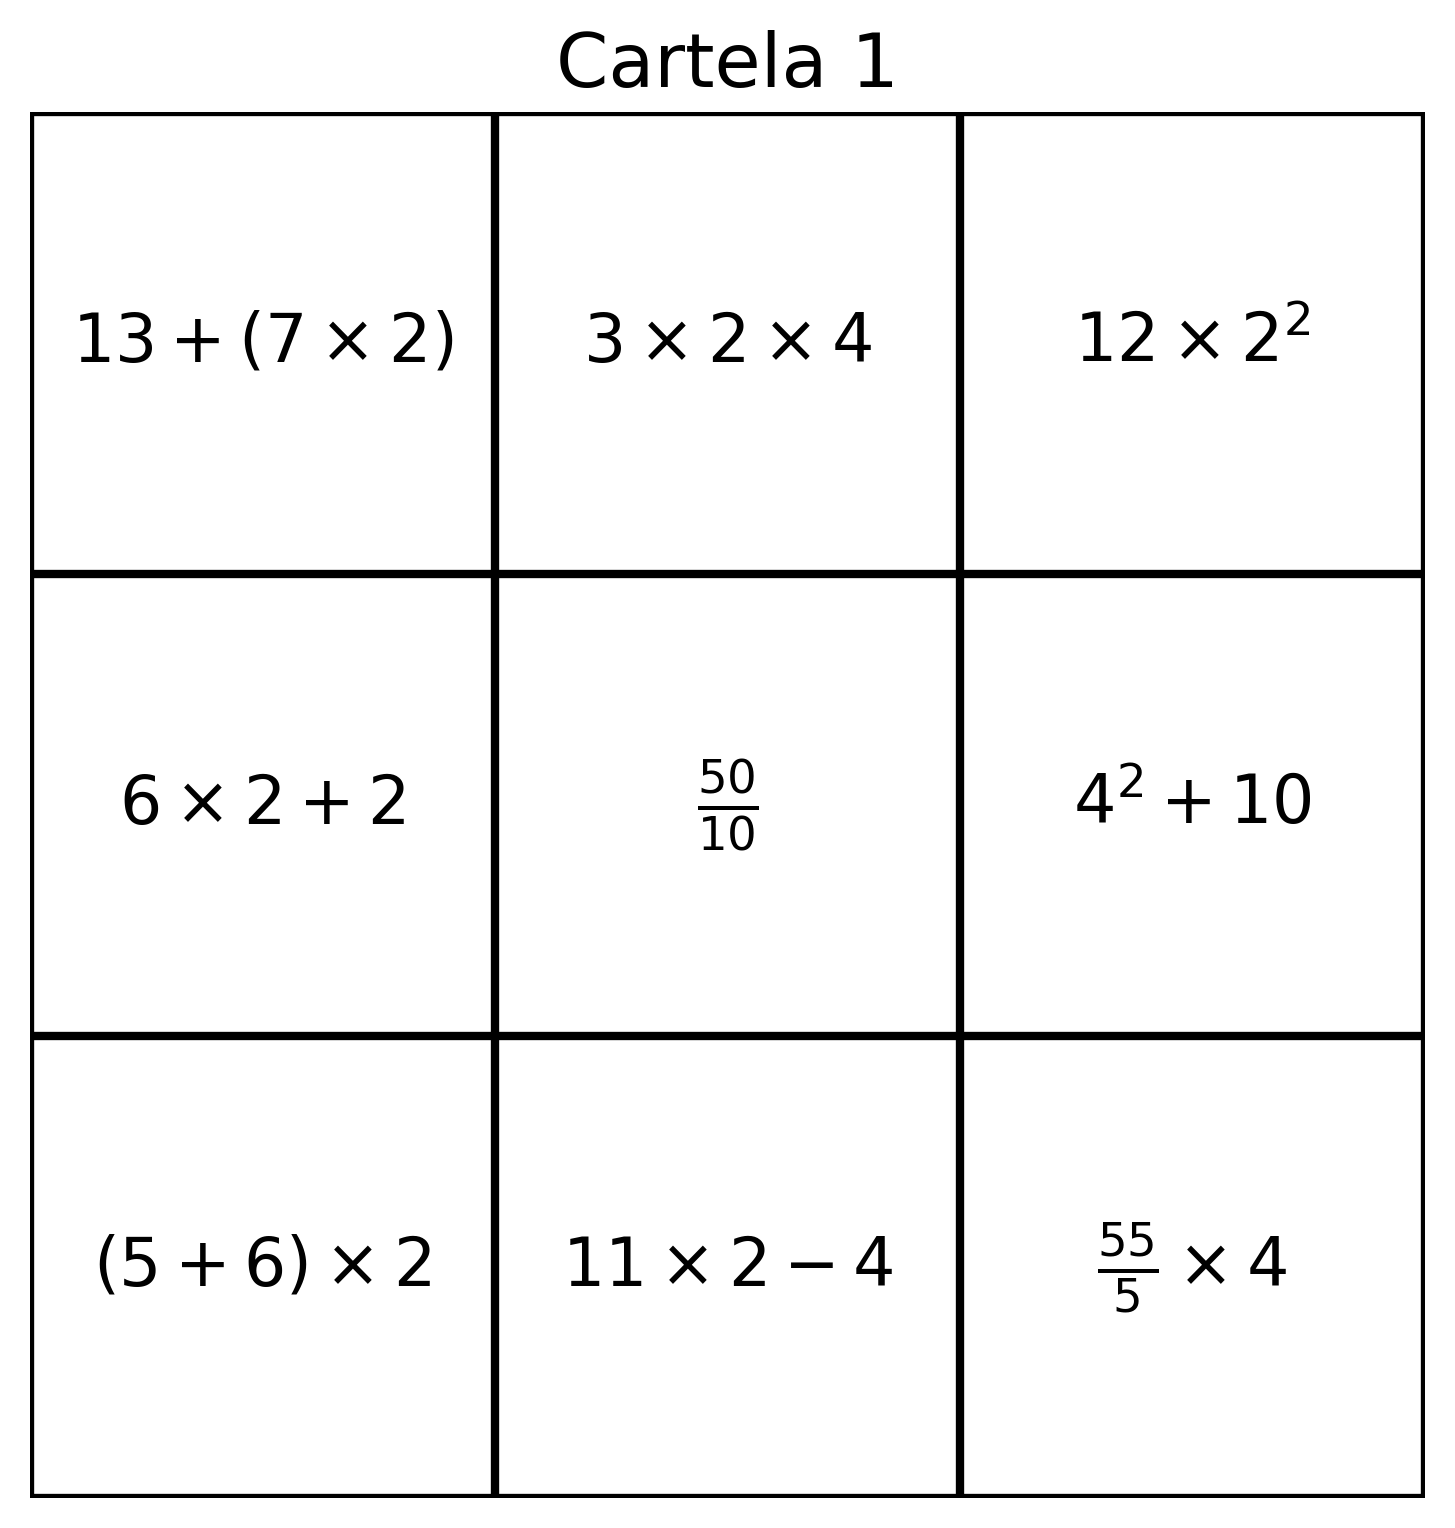 Cartela 1
13 + (7 × 2)
3 × 2 × 4
12 × 2²
6 × 2 + 2
50/10
4² + 10
(5 + 6) × 2
11 × 2 − 4
55/5 × 4